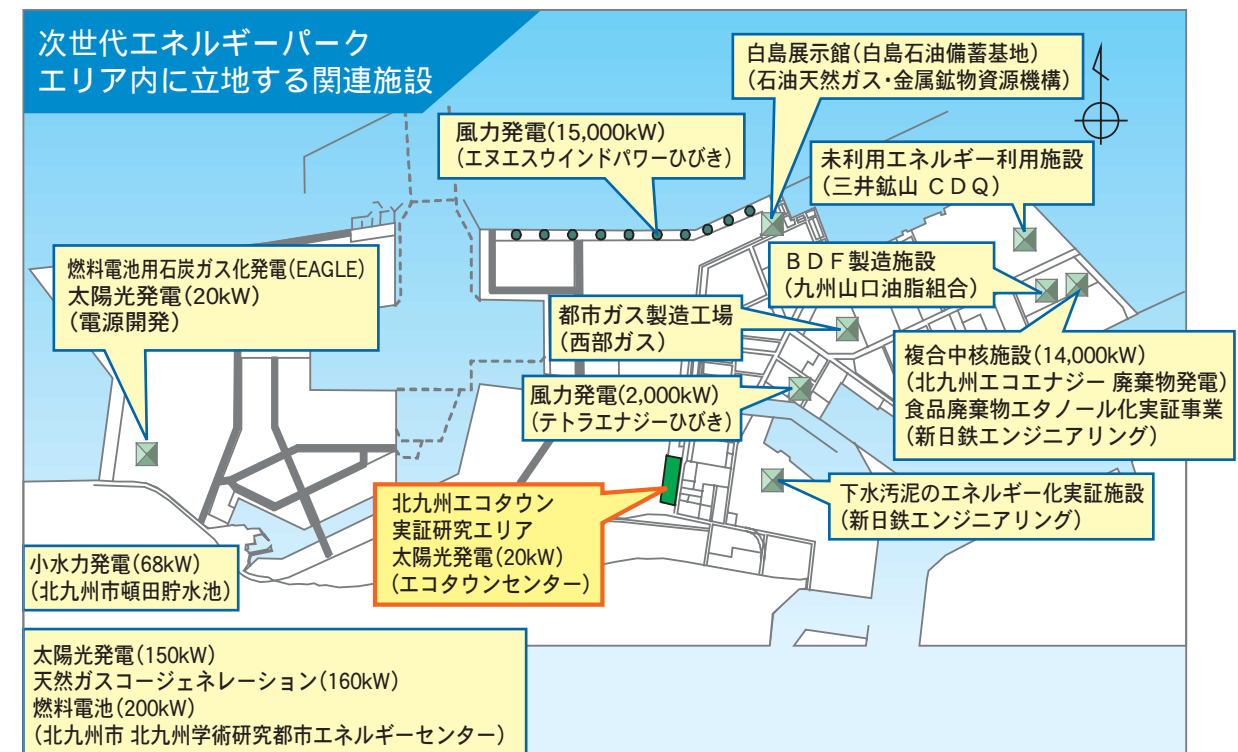 次世代エネルギーパーク
エリア内に立地する関連施設
白島展示館(白島石油備蓄基地)
(石油天然ガス・金属鉱物資源機構)
風力発電(15,000kW)
(エヌエスウインドパワーひびき)
未利用エネルギー利用施設
(三井鉱山 ＣＤＱ)
燃料電池用石炭ガス化発電(EAGLE)
太陽光発電(20kW)
(電源開発)
ＢＤＦ製造施設
(九州山口油脂組合)
都市ガス製造工場
(西部ガス)
複合中核施設(14,000kW)
(北九州エコエナジー 廃棄物発電)
食品廃棄物エタノール化実証事業
(新日鉄エンジニアリング)
風力発電(2,000kW)
(テトラエナジーひびき)
北九州エコタウン
実証研究エリア
太陽光発電(20kW)
(エコタウンセンター)
下水汚泥のエネルギー化実証施設
(新日鉄エンジニアリング)
小水力発電(68kW)
(北九州市頓田貯水池)
太陽光発電(150kW)
天然ガスコージェネレーション(160kW)
燃料電池(200kW)
(北九州市 北九州学術研究都市エネルギーセンター)